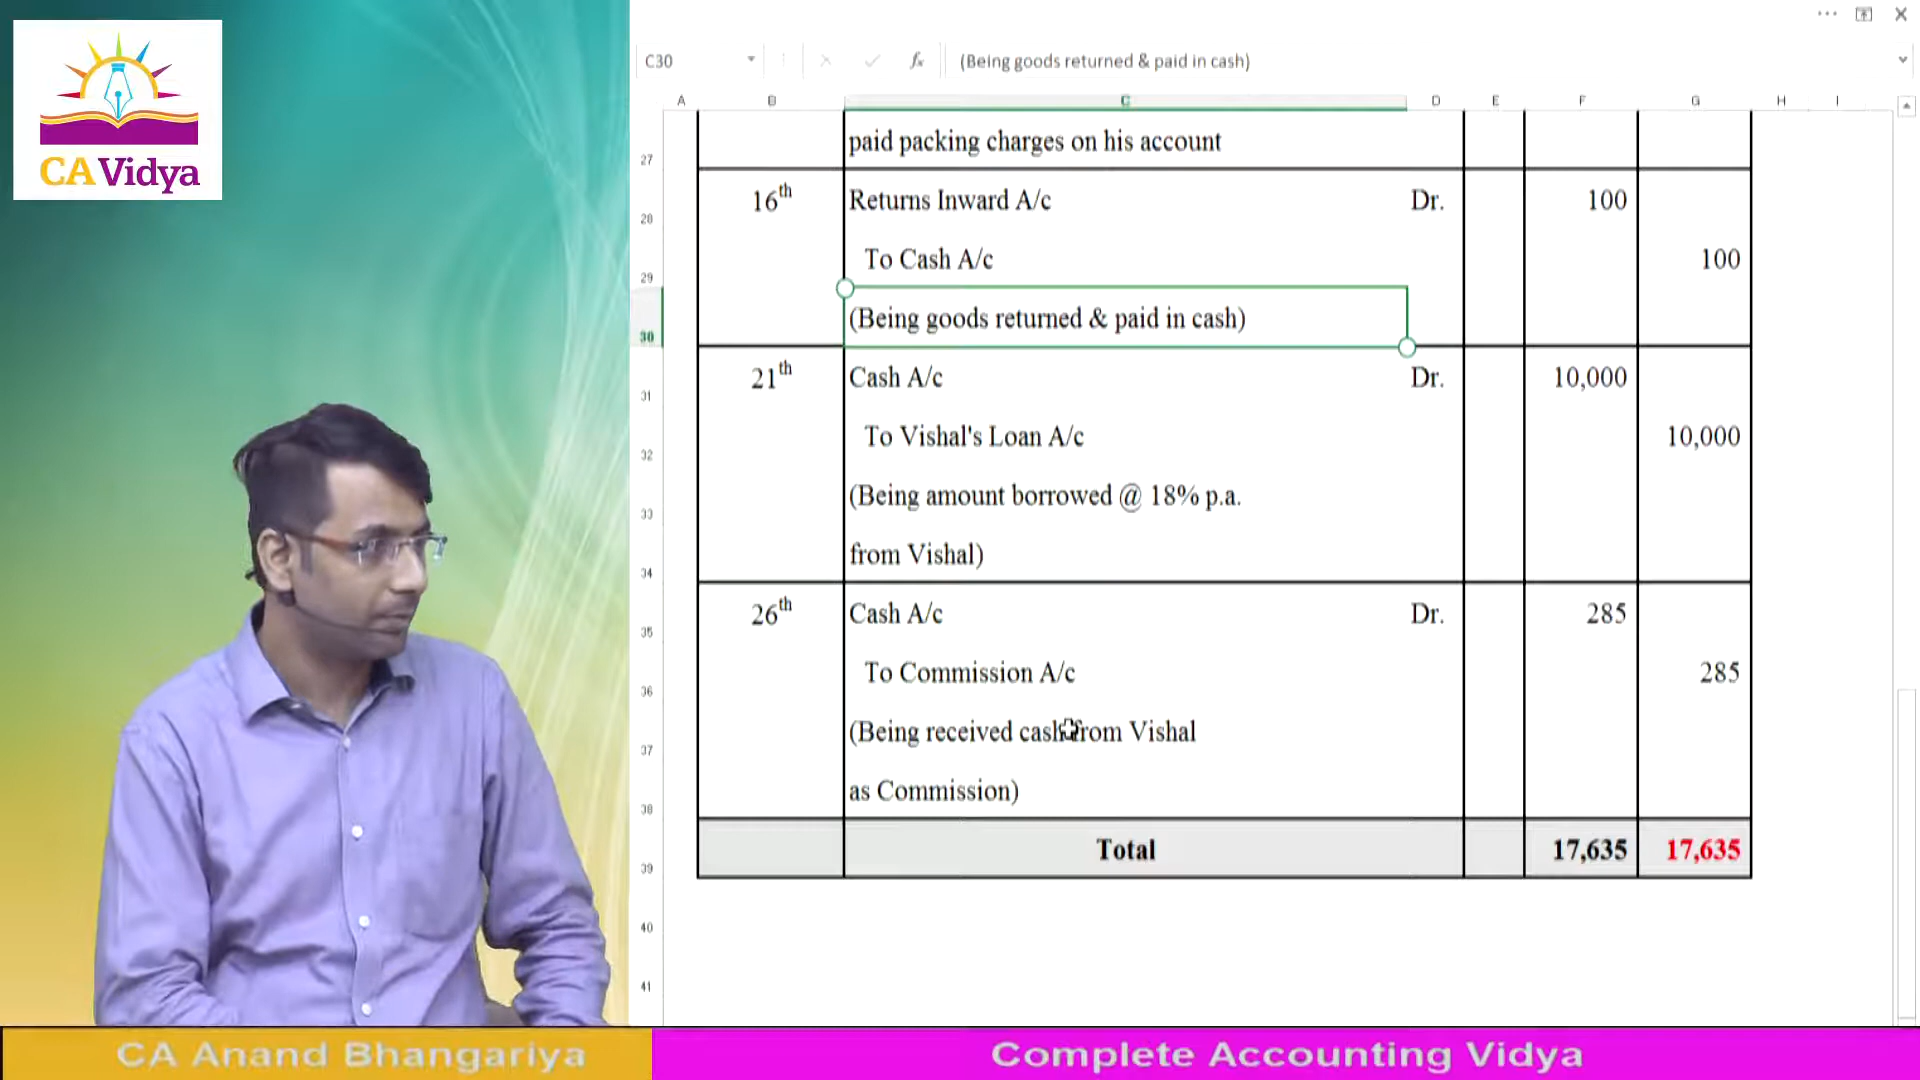 CA Vidya
C30
fx
(Being goods returned & paid in cash)
A B C D E F G H I
27 paid packing charges on his account
28 16th Returns Inward A/c Dr. 100
29 To Cash A/c 100
30 (Being goods returned & paid in cash)
31 21th Cash A/c Dr. 10,000
32 To Vishal's Loan A/c 10,000
33 (Being amount borrowed @ 18% p.a.
34 from Vishal)
35 26th Cash A/c Dr. 285
36 To Commission A/c 285
37 (Being received cash from Vishal
38 as Commission)
39 Total 17,635 17,635
40
41
CA Anand Bhangariya
Complete Accounting Vidya